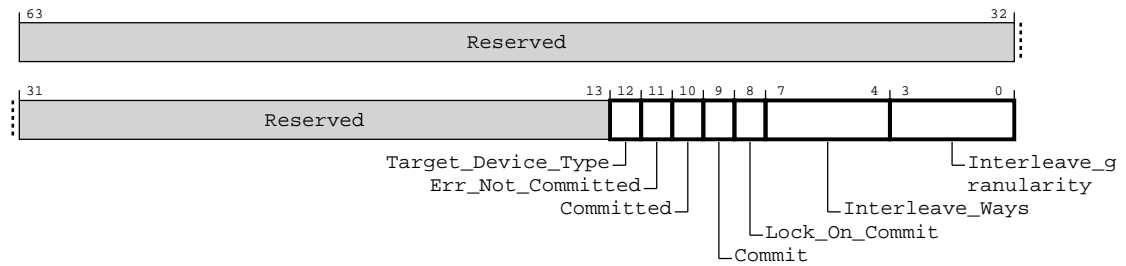 63 32
Reserved
31 13 12 11 10 9 8 7 4 3 0
Reserved
Target_Device_Type Interleave_g
Err_Not_Committed ranularity
Committed Interleave_Ways
Lock_On_Commit
Commit